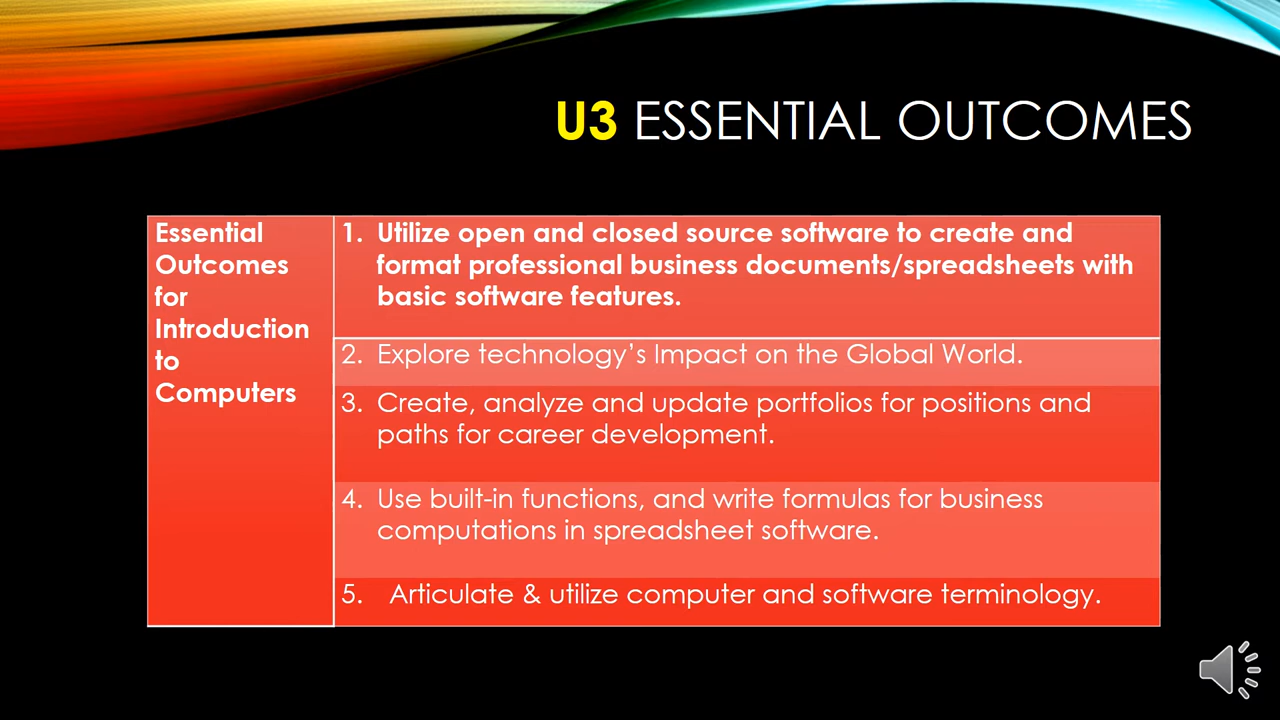 U3 ESSENTIAL OUTCOMES
Essential
Outcomes
for
Introduction
to
Computers
1. Utilize open and closed source software to create and
format professional business documents/spreadsheets with
basic software features.
2. Explore technology’s Impact on the Global World.
3. Create, analyze and update portfolios for positions and
paths for career development.
4. Use built-in functions, and write formulas for business
computations in spreadsheet software.
5. Articulate & utilize computer and software terminology.